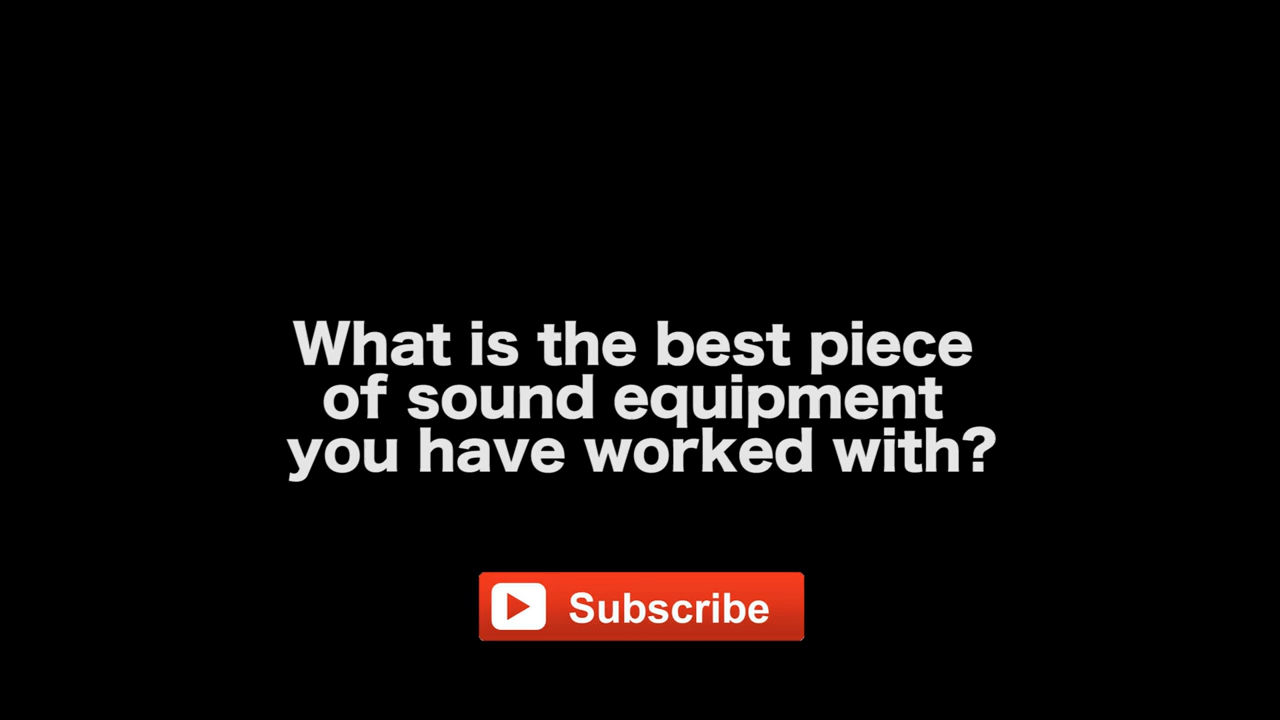 What is the best piece
of sound equipment
you have worked with?
Subscribe